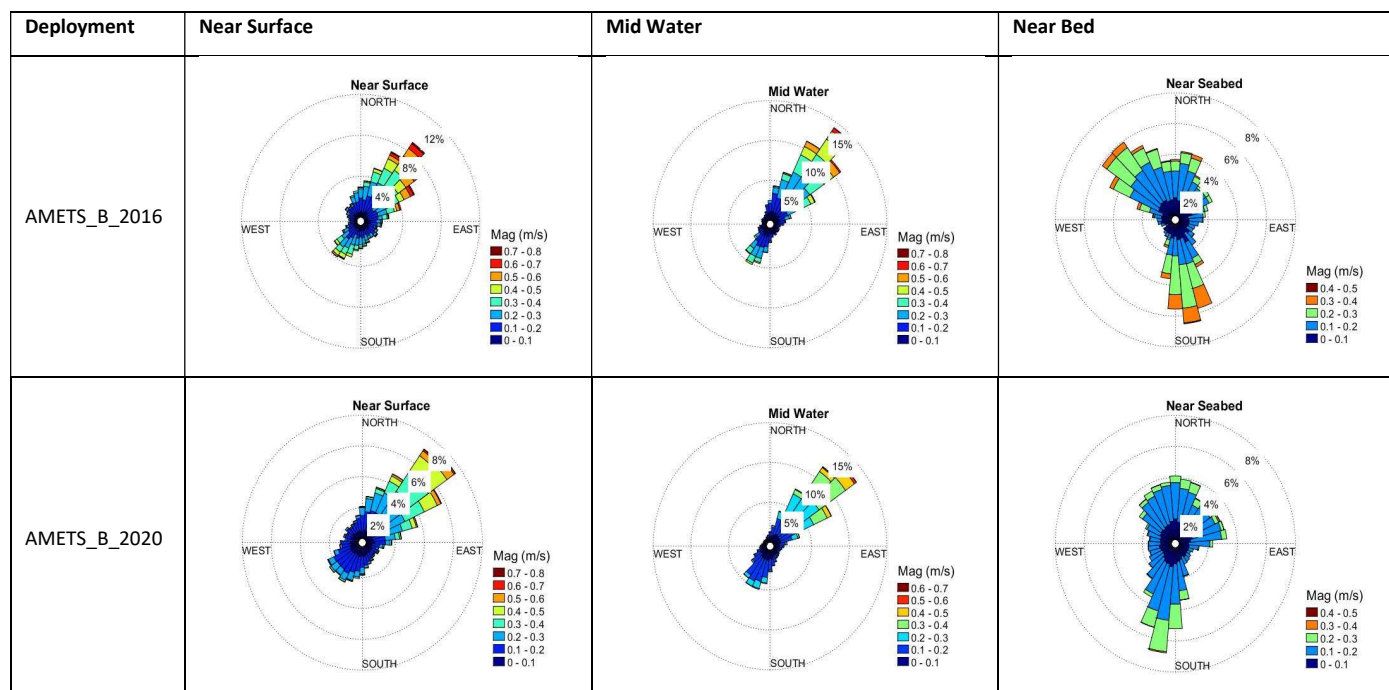 Deployment
Near Surface
Mid Water
Near Bed
AMETS_B_2016
Near Surface
NORTH
12%
8%
4%
WEST
EAST
SOUTH
Mag (m/s)
0.7 - 0.8
0.6 - 0.7
0.5 - 0.6
0.4 - 0.5
0.3 - 0.4
0.2 - 0.3
0.1 - 0.2
0 - 0.1
Mid Water
NORTH
15%
10%
5%
WEST
EAST
SOUTH
Mag (m/s)
0.7 - 0.8
0.6 - 0.7
0.5 - 0.6
0.4 - 0.5
0.3 - 0.4
0.2 - 0.3
0.1 - 0.2
0 - 0.1
Near Seabed
NORTH
8%
6%
4%
2%
WEST
EAST
SOUTH
Mag (m/s)
0.4 - 0.5
0.3 - 0.4
0.2 - 0.3
0.1 - 0.2
0 - 0.1
AMETS_B_2020
Near Surface
NORTH
8%
6%
4%
2%
WEST
EAST
SOUTH
Mag (m/s)
0.7 - 0.8
0.6 - 0.7
0.5 - 0.6
0.4 - 0.5
0.3 - 0.4
0.2 - 0.3
0.1 - 0.2
0 - 0.1
Mid Water
NORTH
15%
10%
5%
WEST
EAST
SOUTH
Mag (m/s)
0.6 - 0.7
0.5 - 0.6
0.4 - 0.5
0.3 - 0.4
0.2 - 0.3
0.1 - 0.2
0 - 0.1
Near Seabed
NORTH
8%
6%
4%
2%
WEST
EAST
SOUTH
Mag (m/s)
0.4 - 0.5
0.3 - 0.4
0.2 - 0.3
0.1 - 0.2
0 - 0.1